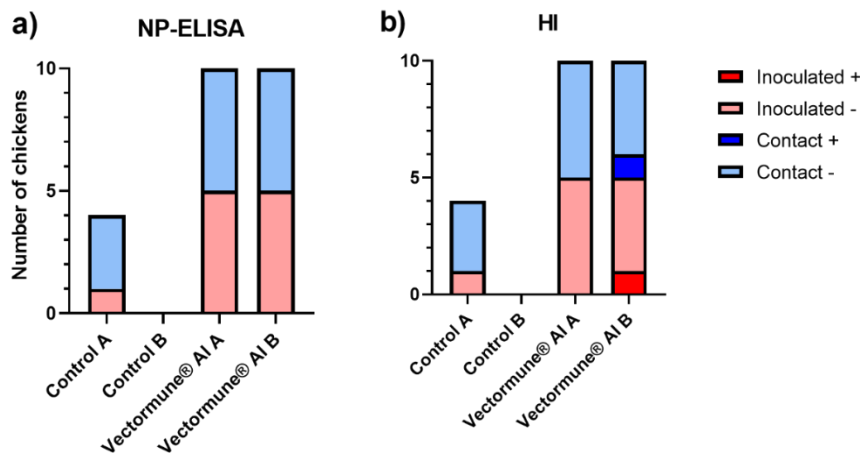 a)
NP-ELISA
Number of chickens
10
5
0
Control A
Control B
Vectormune® AI A
Vectormune® AI B
b)
HI
10
5
0
Control A
Control B
Vectormune® AI A
Vectormune® AI B
Inoculated +
Inoculated -
Contact +
Contact -